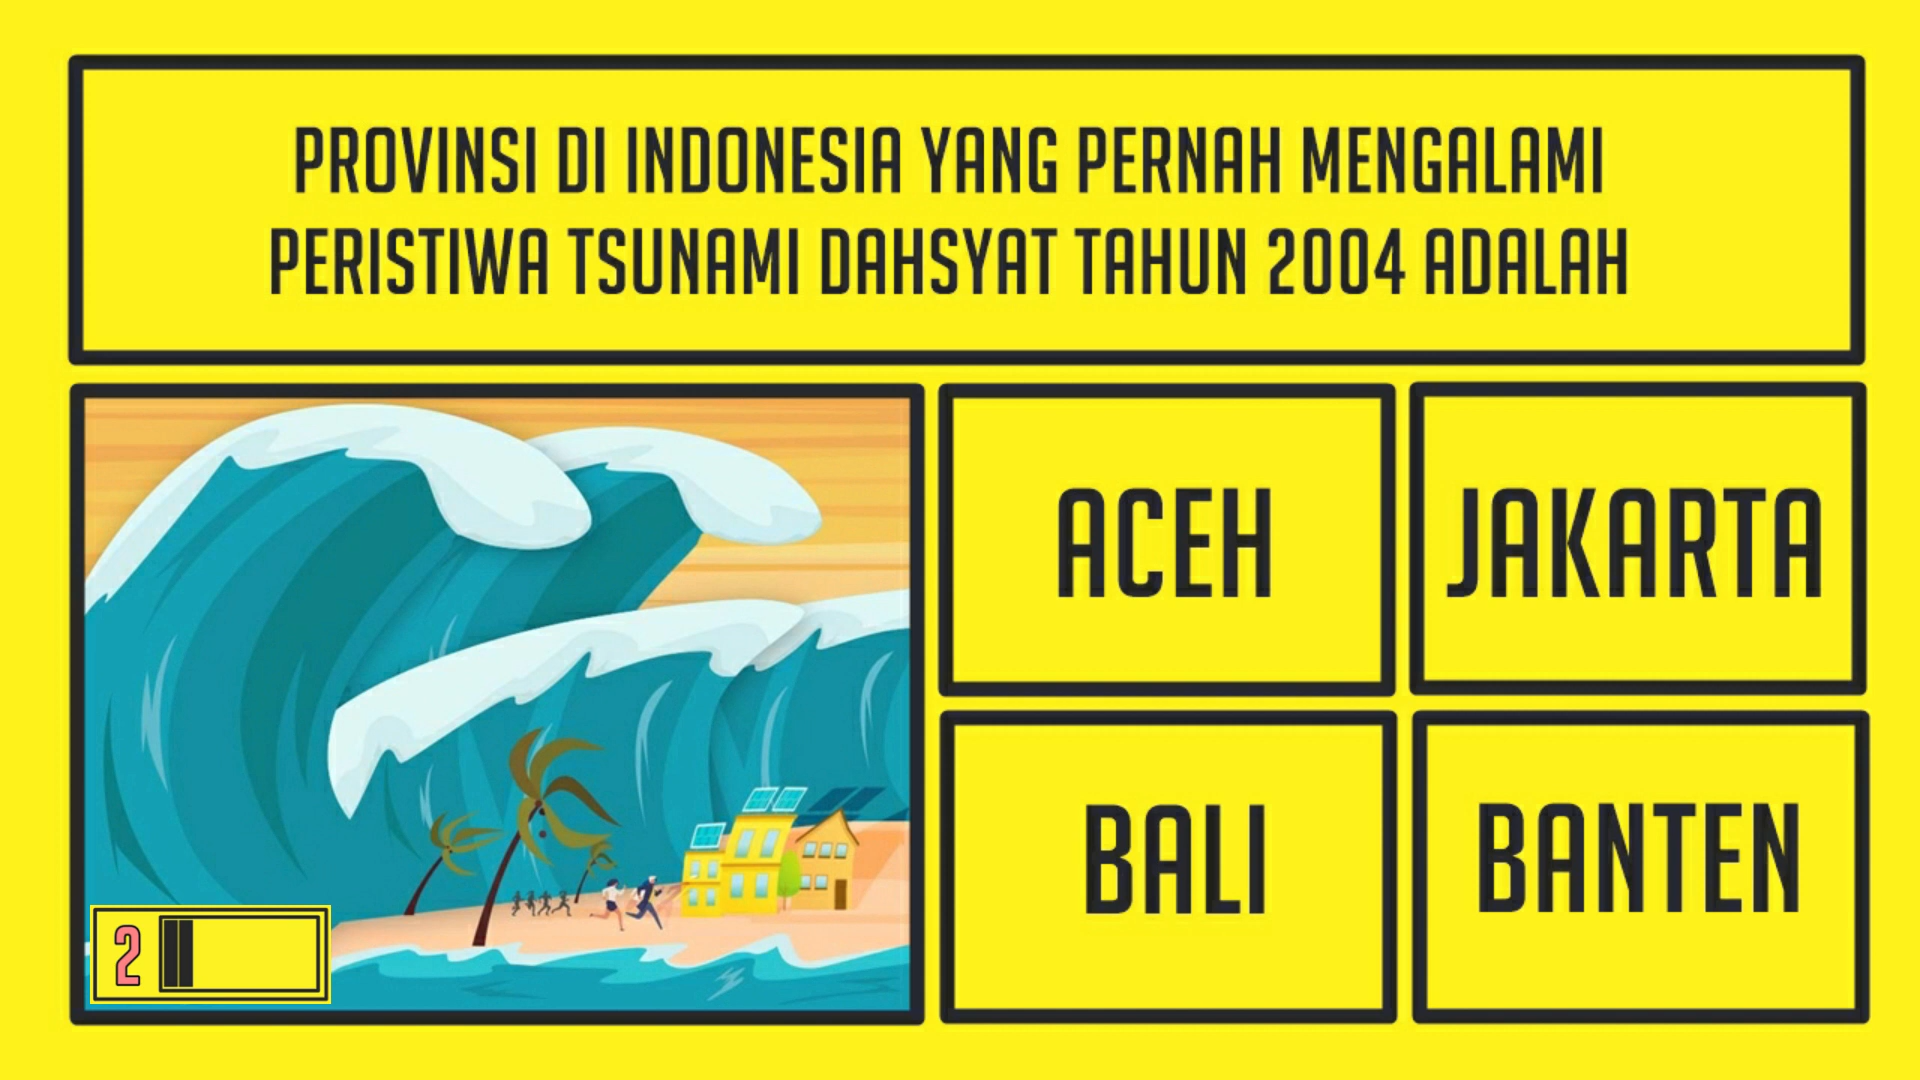 PROVINSI DI INDONESIA YANG PERNAH MENGALAMI
PERISTIWA TSUNAMI DAHSYAT TAHUN 2004 ADALAH
ACEH
JAKARTA
BALI
BANTEN
2